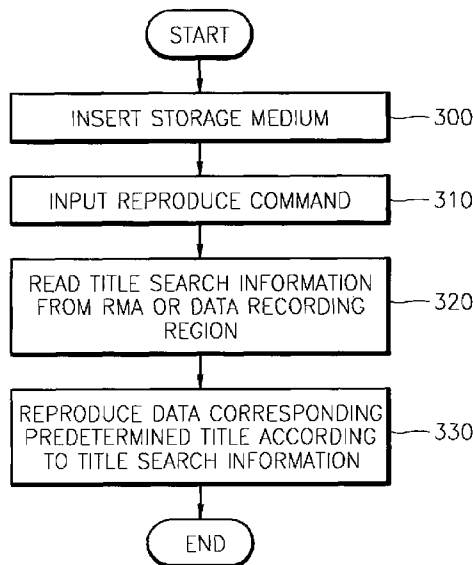 START
INSERT STORAGE MEDIUM
300
INPUT REPRODUCE COMMAND
310
READ TITLE SEARCH INFORMATION
FROM RMA OR DATA RECORDING
REGION
320
REPRODUCE DATA CORRESPONDING
PREDETERMINED TITLE ACCORDING
TO TITLE SEARCH INFORMATION
330
END